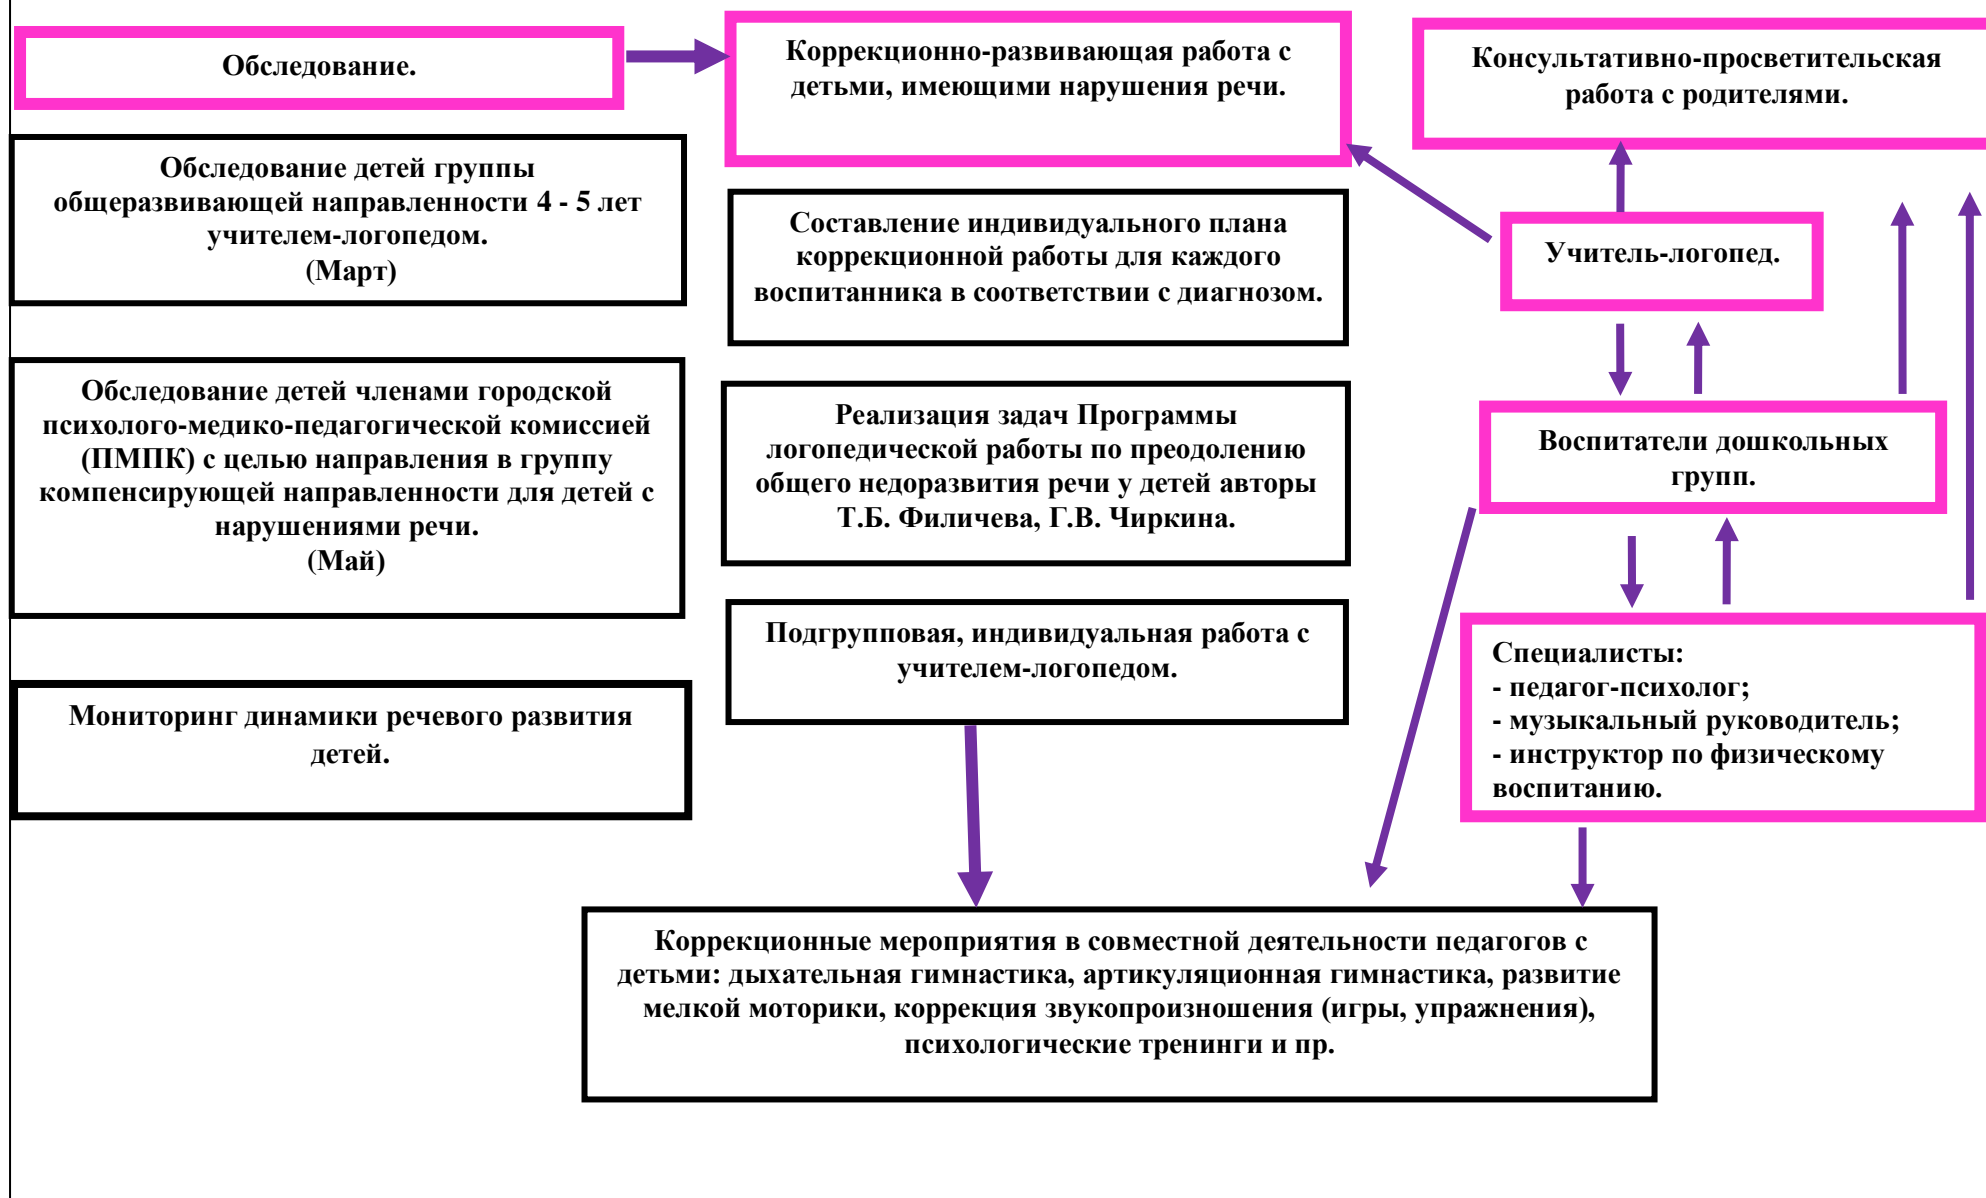 Обследование.
Обследование детей группы
общеразвивающей направленности 4 - 5 лет
учителем-логопедом.
(Март)
Обследование детей членами городской
психолого-медико-педагогической комиссией
(ПМПК) с целью направления в группу
компенсирующей направленности для детей с
нарушениями речи.
(Май)
Мониторинг динамики речевого развития
детей.
Коррекционно-развивающая работа с
детьми, имеющими нарушения речи.
Составление индивидуального плана
коррекционной работы для каждого
воспитанника в соответствии с диагнозом.
Реализация задач Программы
логопедической работы по преодолению
общего недоразвития речи у детей авторы
Т.Б. Филичева, Г.В. Чиркина.
Подгрупповая, индивидуальная работа с
учителем-логопедом.
Консультативно-просветительская
работа с родителями.
Учитель-логопед.
Воспитатели дошкольных
групп.
Специалисты:
- педагог-психолог;
- музыкальный руководитель;
- инструктор по физическому
воспитанию.
Коррекционные мероприятия в совместной деятельности педагогов с
детьми: дыхательная гимнастика, артикуляционная гимнастика, развитие
мелкой моторики, коррекция звукопроизношения (игры, упражнения),
психологические тренинги и пр.